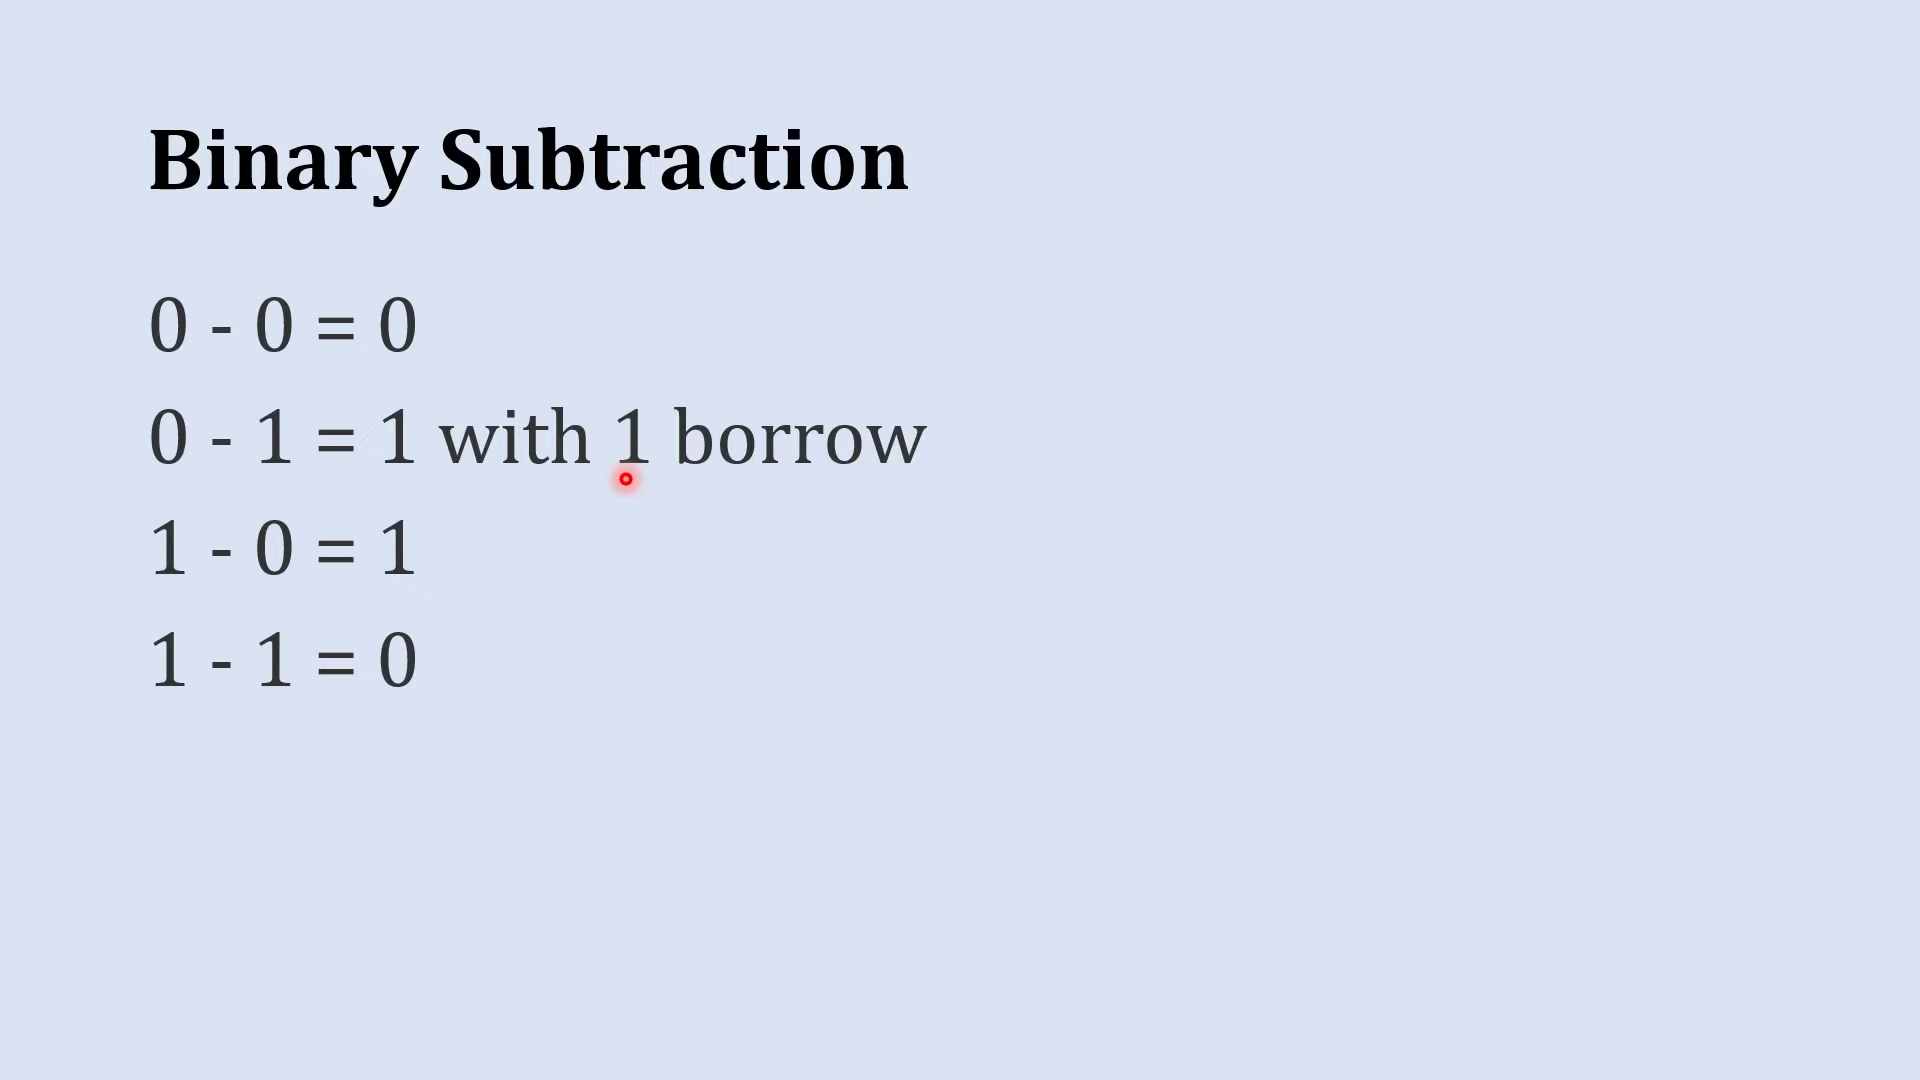 Binary Subtraction
0 - 0 = 0
0 - 1 = 1 with 1 borrow
1 - 0 = 1
1 - 1 = 0